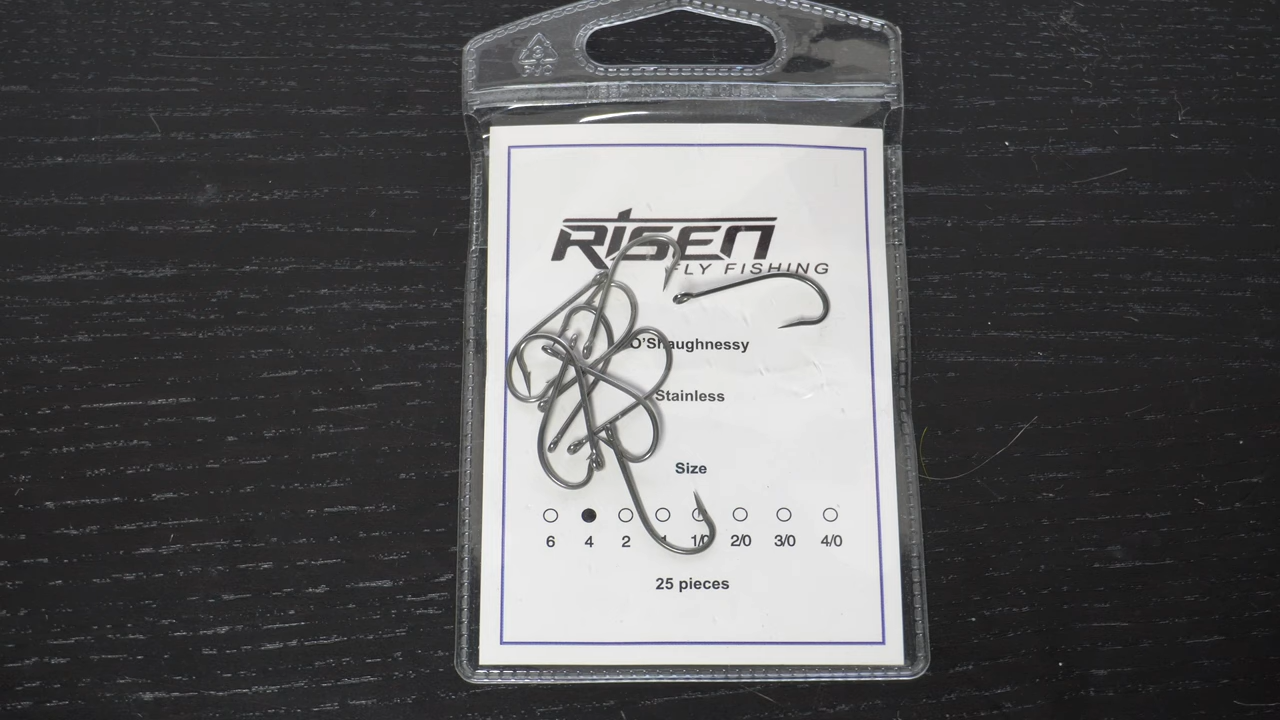 RISEN
FLY FISHING
O'Shaughnessy
Stainless
Size
6 4 2 1 1/0 2/0 3/0 4/0
25 pieces